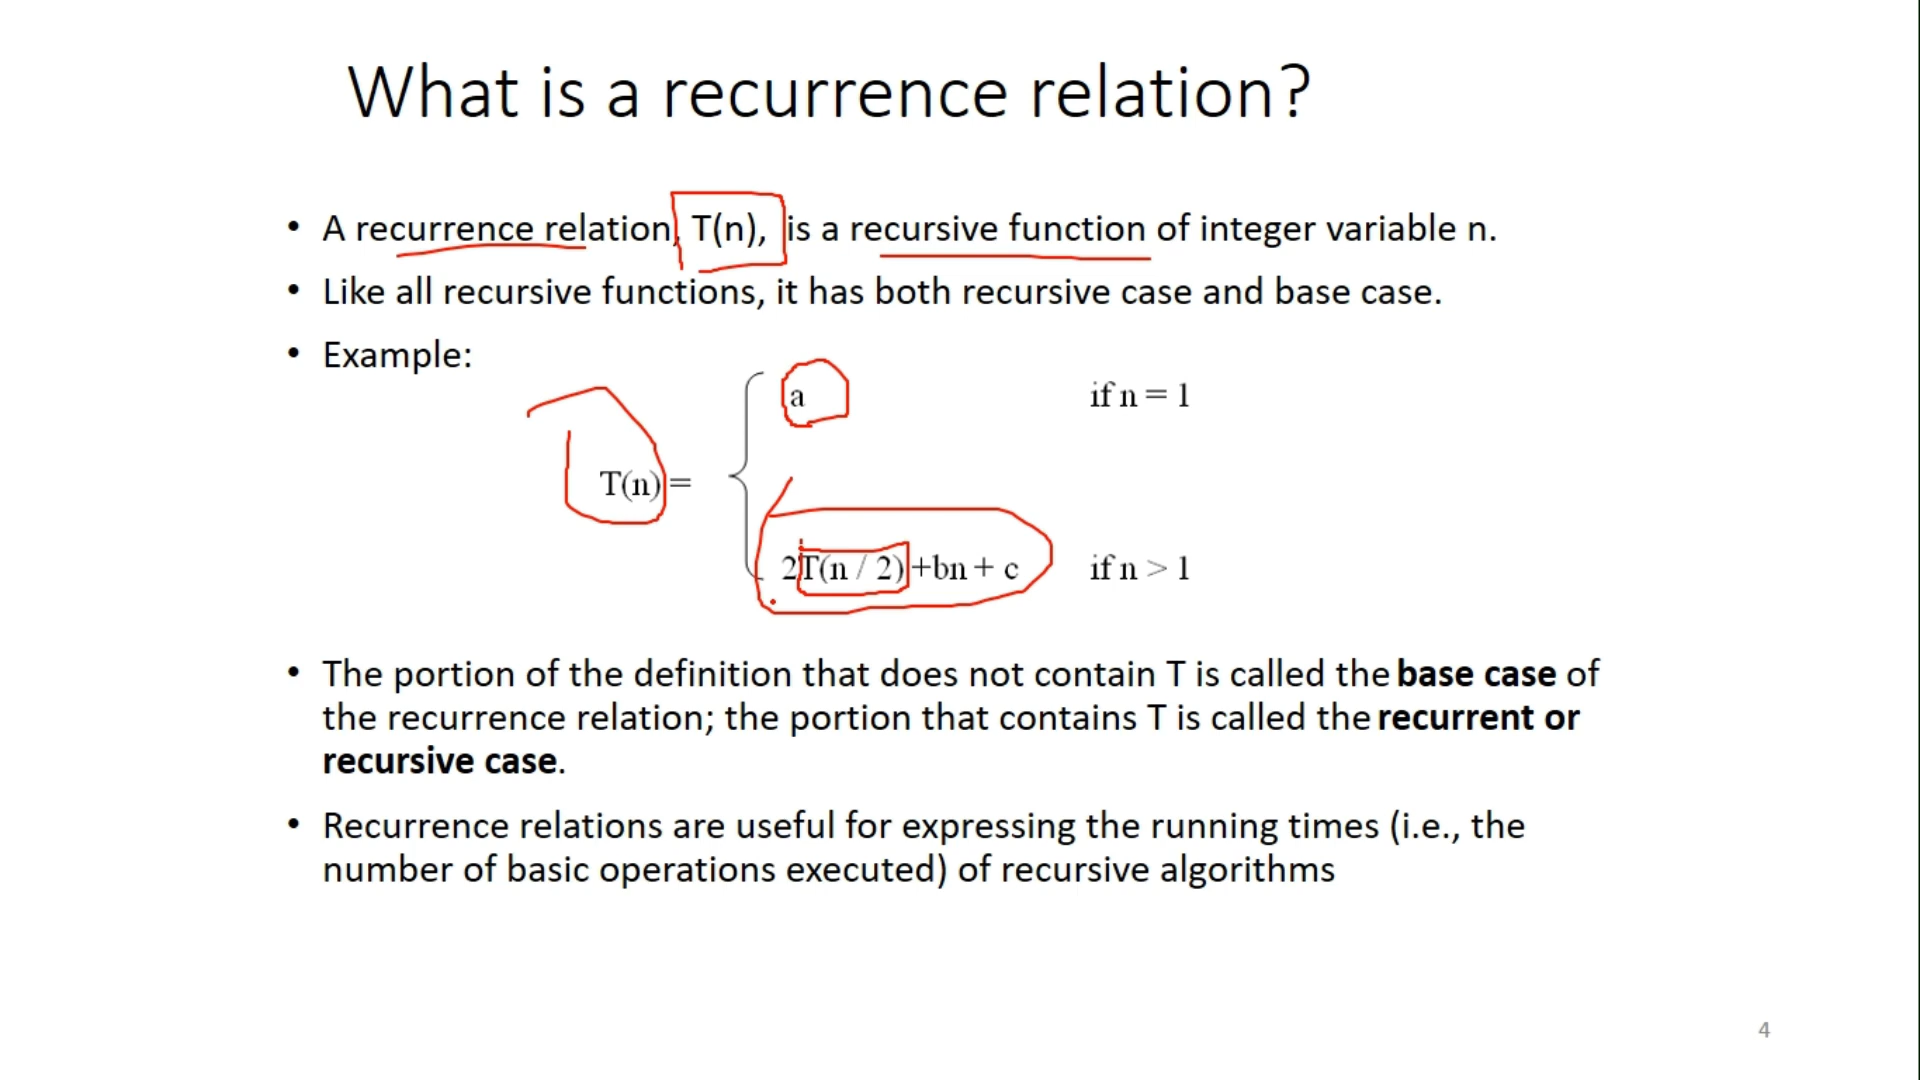 What is a recurrence relation?
• A recurrence relation, T(n), is a recursive function of integer variable n.
• Like all recursive functions, it has both recursive case and base case.
• Example:
a if n = 1
T(n) =
2T(n / 2) +bn + c if n > 1
• The portion of the definition that does not contain T is called the base case of
the recurrence relation; the portion that contains T is called the recurrent or
recursive case.
• Recurrence relations are useful for expressing the running times (i.e., the
number of basic operations executed) of recursive algorithms
4